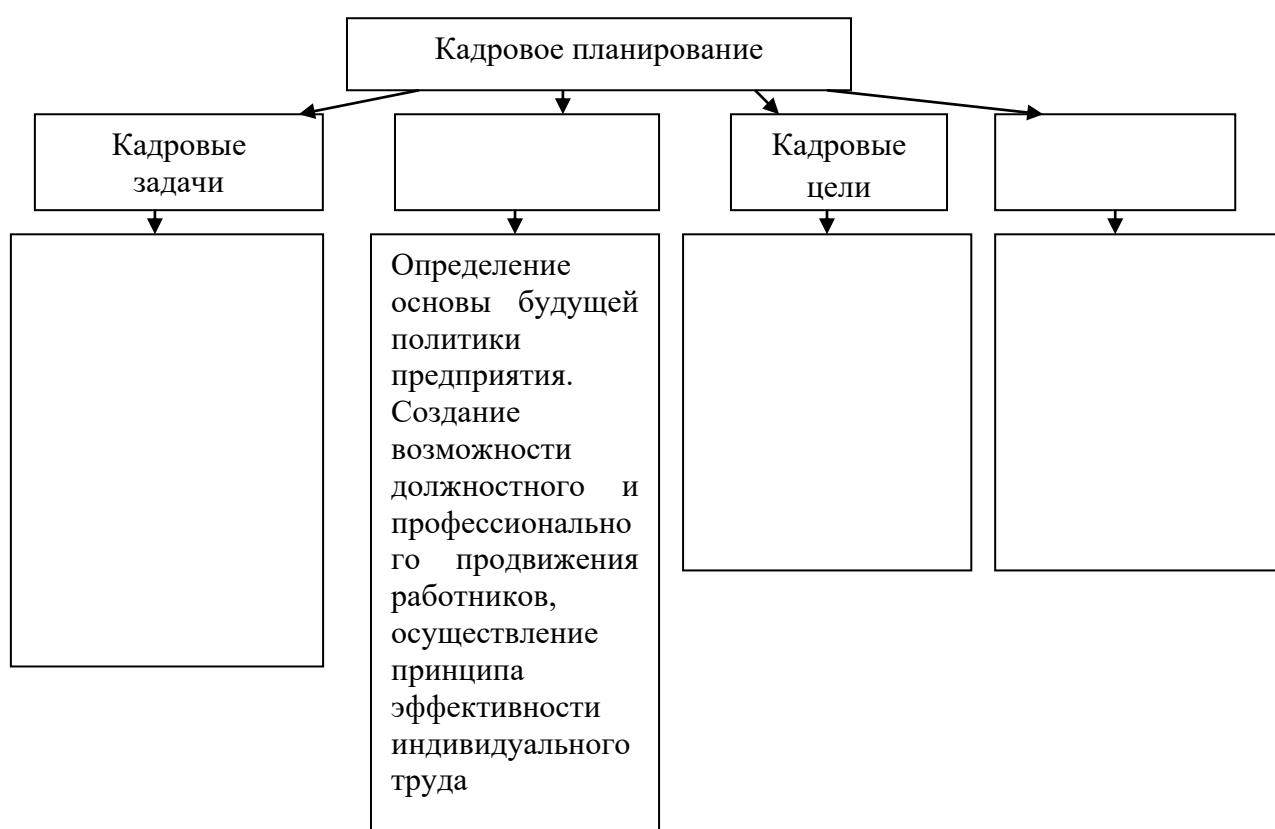 Кадровое планирование
Кадровые
задачи
Кадровые
цели
Определение
основы будущей
политики
предприятия.
Создание
возможности
должностного и
профессионально
го продвижения
работников,
осуществление
принципа
эффективности
индивидуального
труда